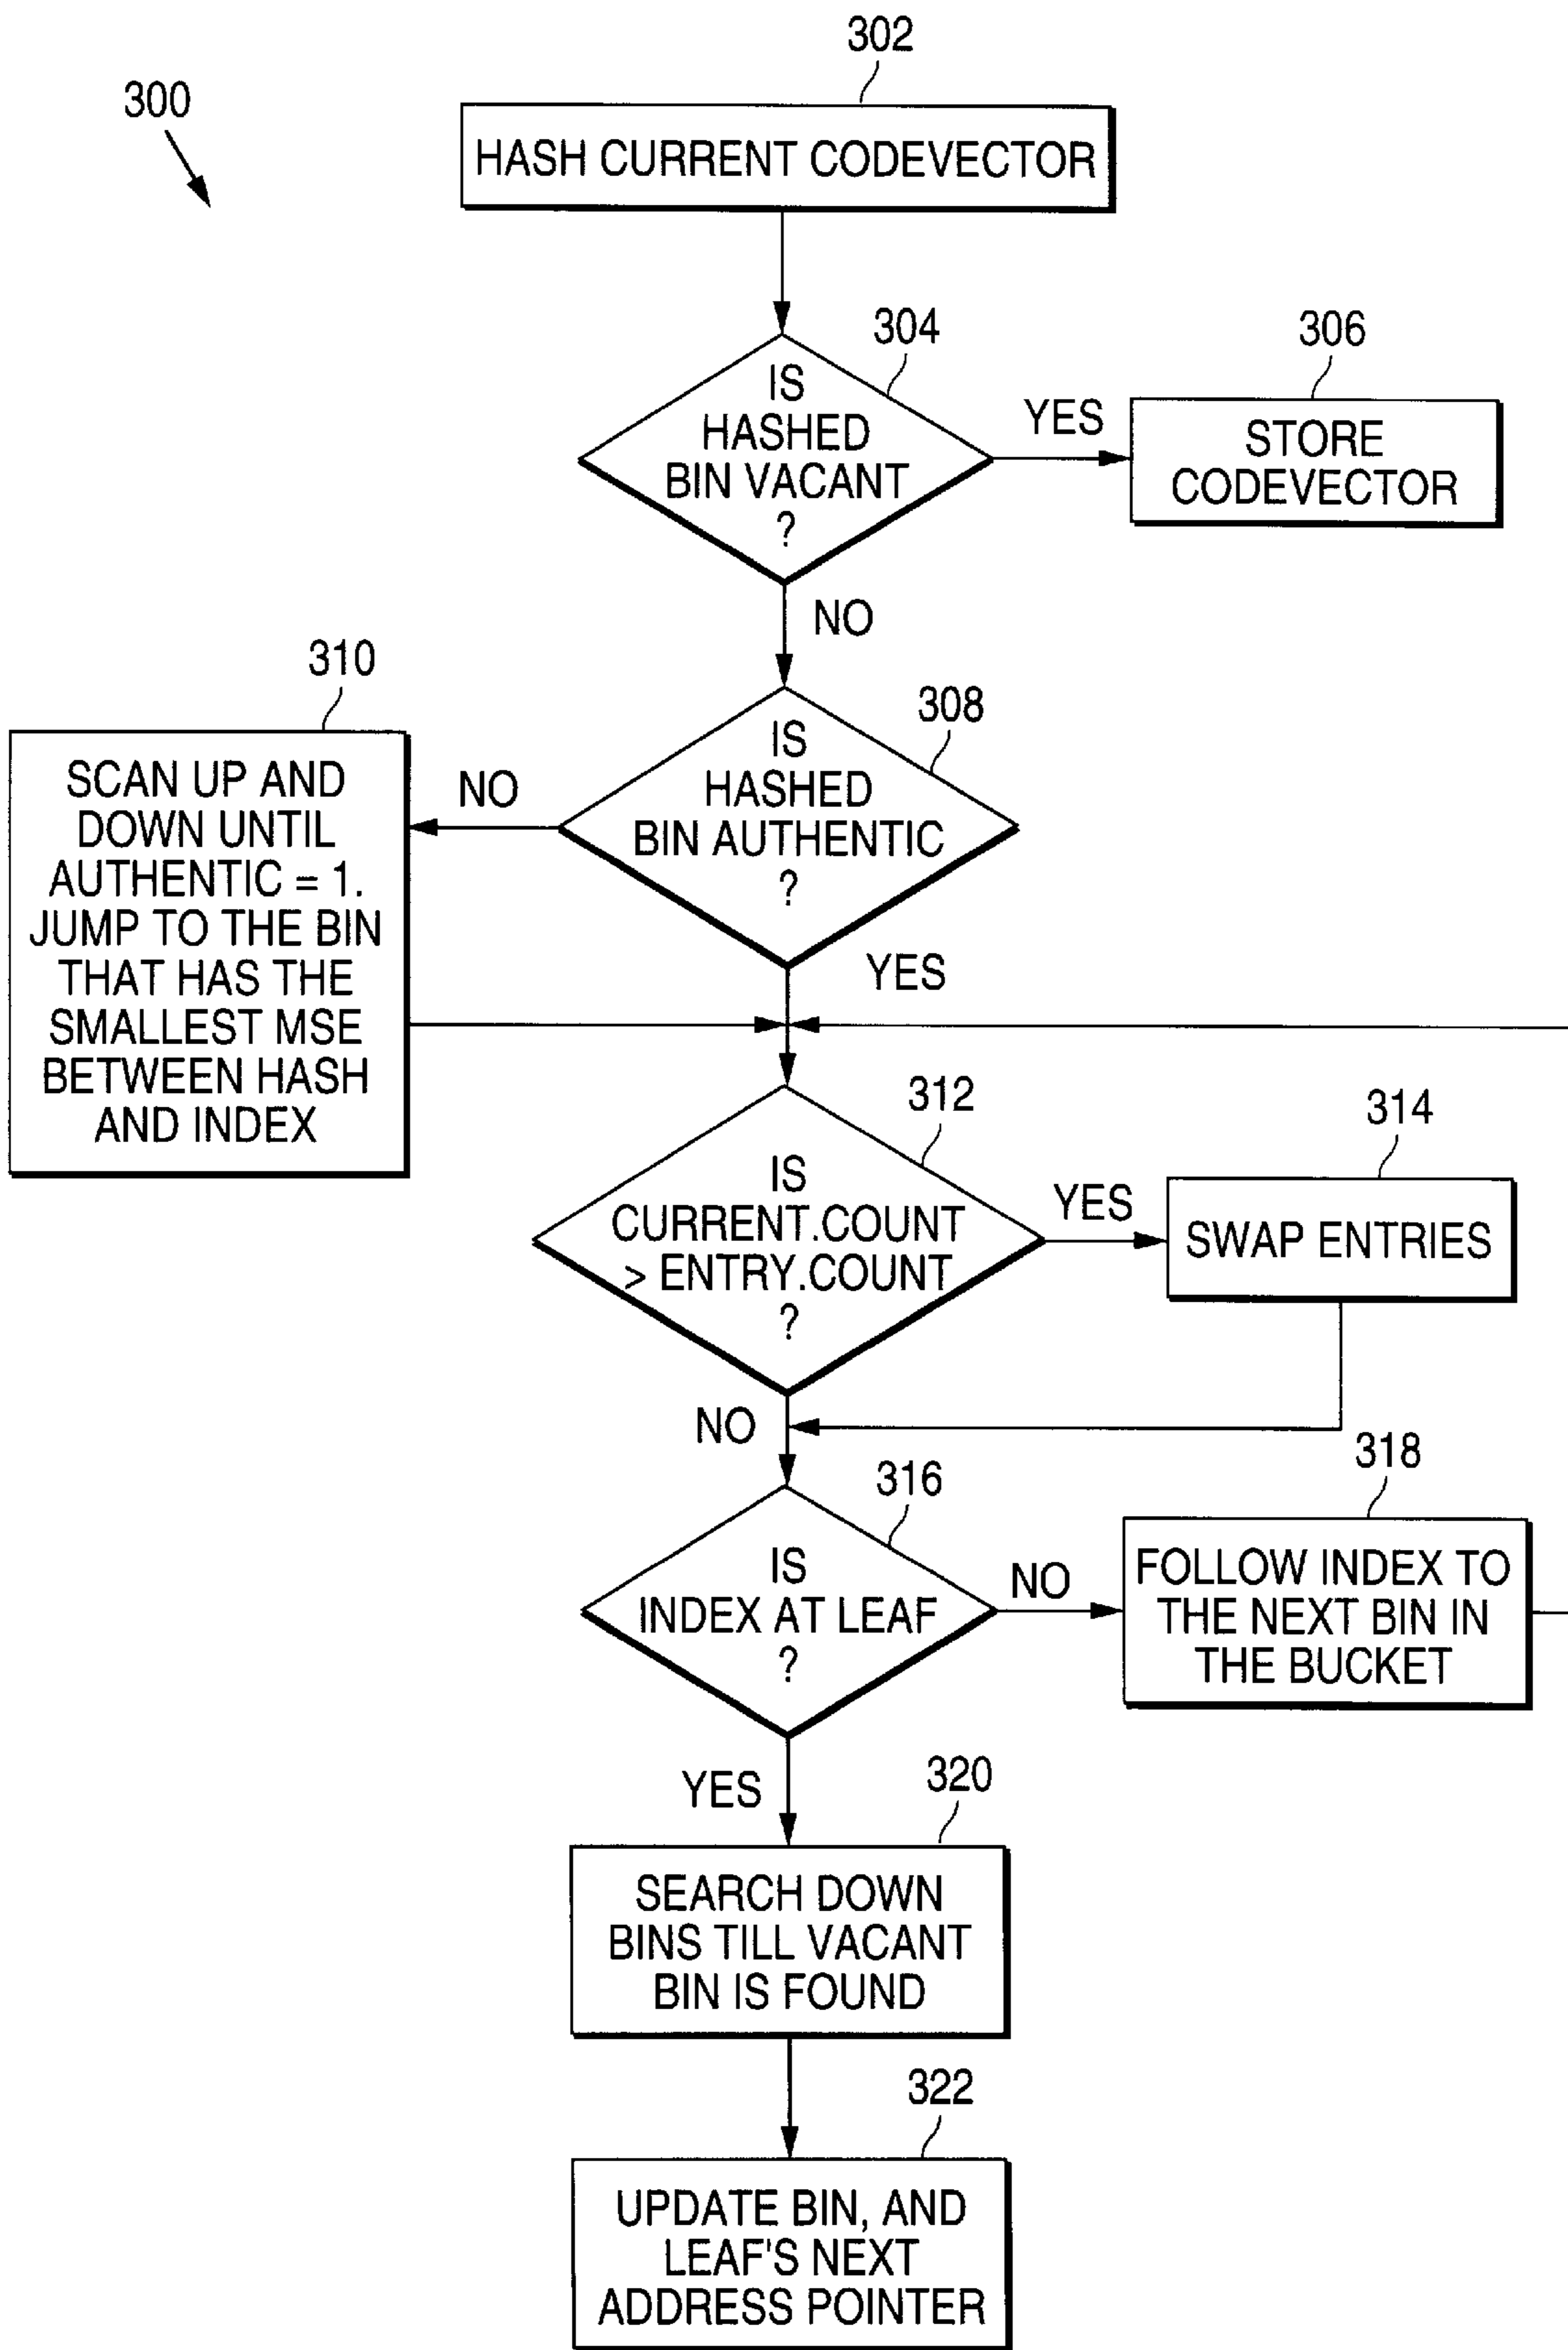 302
300
HASH CURRENT CODEVECTOR
304
306
IS
HASHED
BIN VACANT
?
YES
STORE
CODEVECTOR
NO
310
308
SCAN UP AND
DOWN UNTIL
AUTHENTIC = 1.
JUMP TO THE BIN
THAT HAS THE
SMALLEST MSE
BETWEEN HASH
AND INDEX
NO
IS
HASHED
BIN AUTHENTIC
?
YES
312
314
IS
CURRENT.COUNT
> ENTRY.COUNT
?
YES
SWAP ENTRIES
NO
316
318
IS
INDEX AT LEAF
?
NO
FOLLOW INDEX TO
THE NEXT BIN IN
THE BUCKET
YES
320
SEARCH DOWN
BINS TILL VACANT
BIN IS FOUND
322
UPDATE BIN, AND
LEAF'S NEXT
ADDRESS POINTER